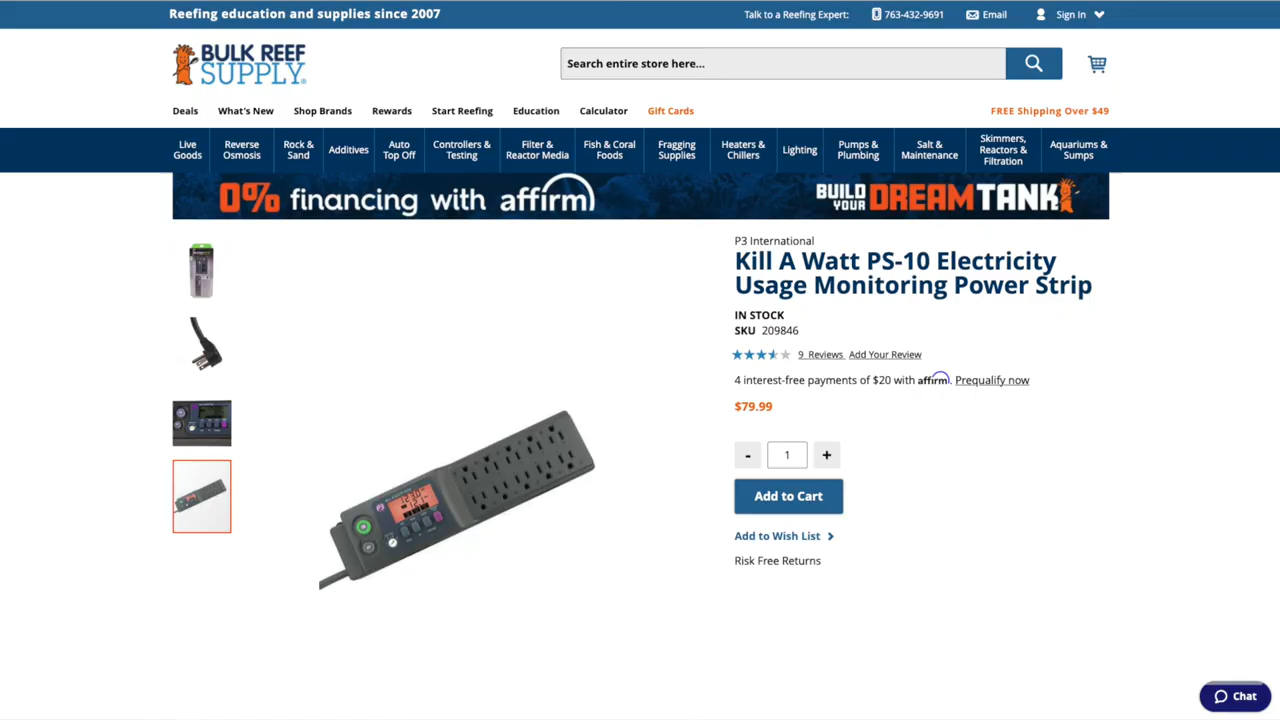 Reefing education and supplies since 2007
Talk to a Reefing Expert: 763-432-9691 Email Sign In
BULK REEF
SUPPLY
Search entire store here...
Deals What's New Shop Brands Rewards Start Reefing Education Calculator Gift Cards FREE Shipping Over $49
Live Goods
Reverse Osmosis
Rock & Sand
Additives
Auto Top Off
Controllers & Testing
Filter & Reactor Media
Fish & Coral Foods
Fragging Supplies
Heaters & Chillers
Lighting
Pumps & Plumbing
Salt & Maintenance
Skimmers, Reactors & Filtration
Aquariums & Sumps
0% financing with affirm BUILD YOUR DREAM TANK
P3 International
Kill A Watt PS-10 Electricity
Usage Monitoring Power Strip
IN STOCK
SKU 209846
9 Reviews Add Your Review
4 interest-free payments of $20 with affirm. Prequalify now
$79.99
- 1 +
Add to Cart
Add to Wish List
Risk Free Returns
Chat